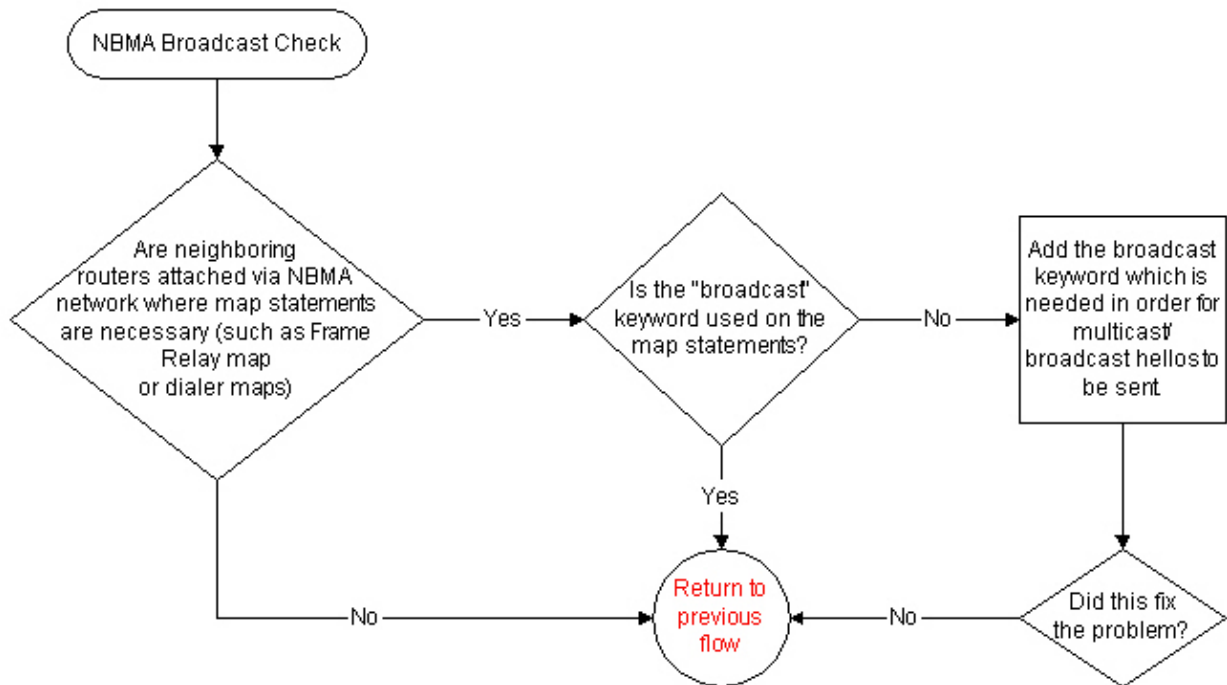 NBMA Broadcast Check
Are neighboring
routers attached via NBMA
network where map statements
are necessary (such as Frame
Relay map
or dialer maps)
Yes
Is the "broadcast"
keyword used on the
map statements?
No
Add the broadcast
keyword which is
needed in order for
multicast/
broadcast hellos to
be sent.
Yes
No
Return to
previous
flow
No
Did this fix
the problem?